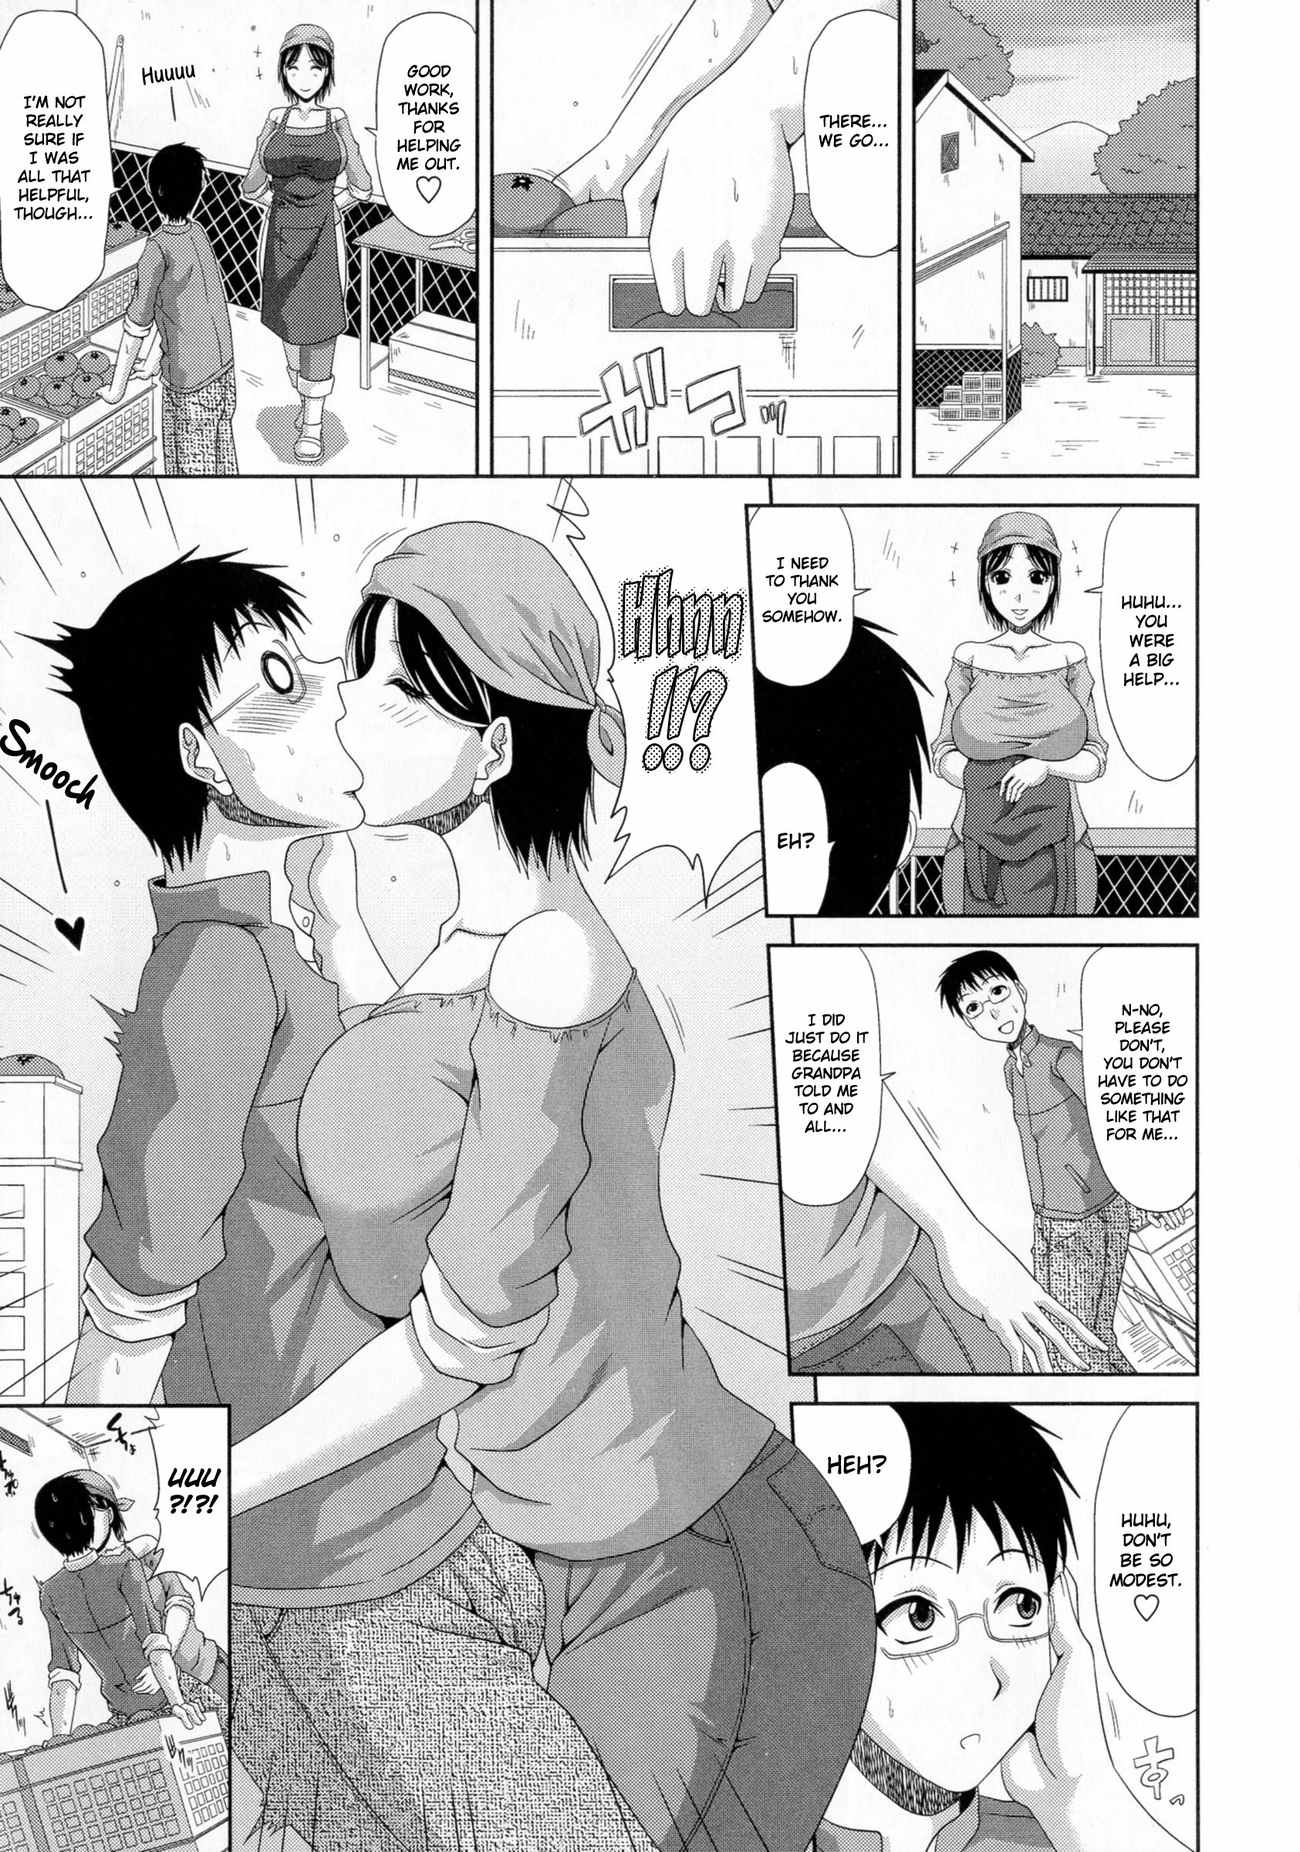 THERE...
WE GO...
ガコッ
GOOD
WORK,
THANKS
FOR
HELPING
ME OUT.
♡
Huuuu
I'M NOT
REALLY
SURE IF
I WAS
ALL THAT
HELPFUL,
THOUGH...
HUHU...
YOU
WERE
A BIG
HELP...
I NEED
TO THANK
YOU
SOMEHOW.
EH?
N-NO,
PLEASE
DON'T,
YOU DON'T
HAVE TO DO
SOMETHING
LIKE THAT
FOR ME...
I DID
JUST DO IT
BECAUSE
GRANDPA
TOLD ME
TO AND
ALL...
HUHU,
DON'T
BE SO
MODEST.
♡
HEH?
Hhnn
!!?
Smooch
UUU
?!?!